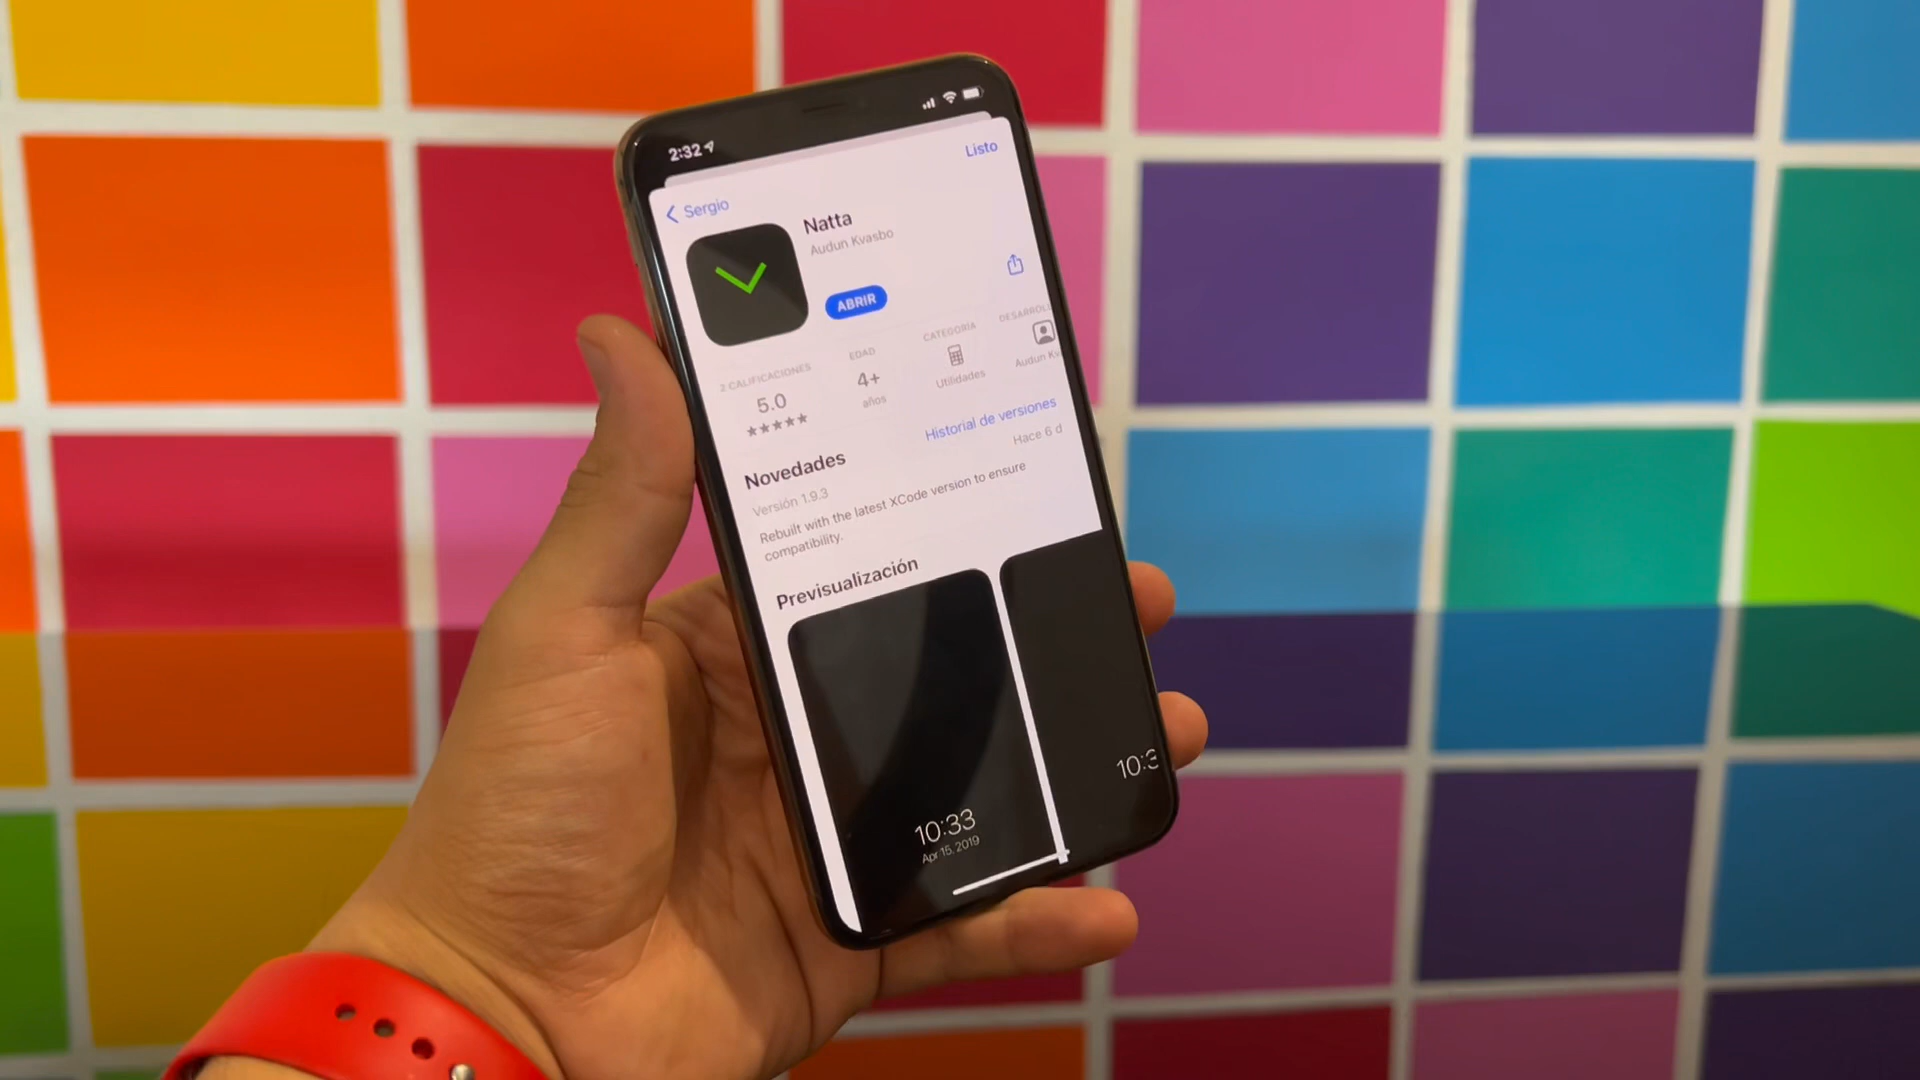 2:32
Listo
Sergio
Natta
Audun Kvasbo
ABRIR
2 CALIFICACIONES
5.0
★★★★★
EDAD
4+
años
CATEGORÍA
Utilidades
DESARROLL
Audun Kv
Novedades
Historial de versiones
Versión 1.9.3
Hace 6 d
Rebuilt with the latest XCode version to ensure
compatibility.
Previsualización
10:33
Apr 15, 2019
10:3